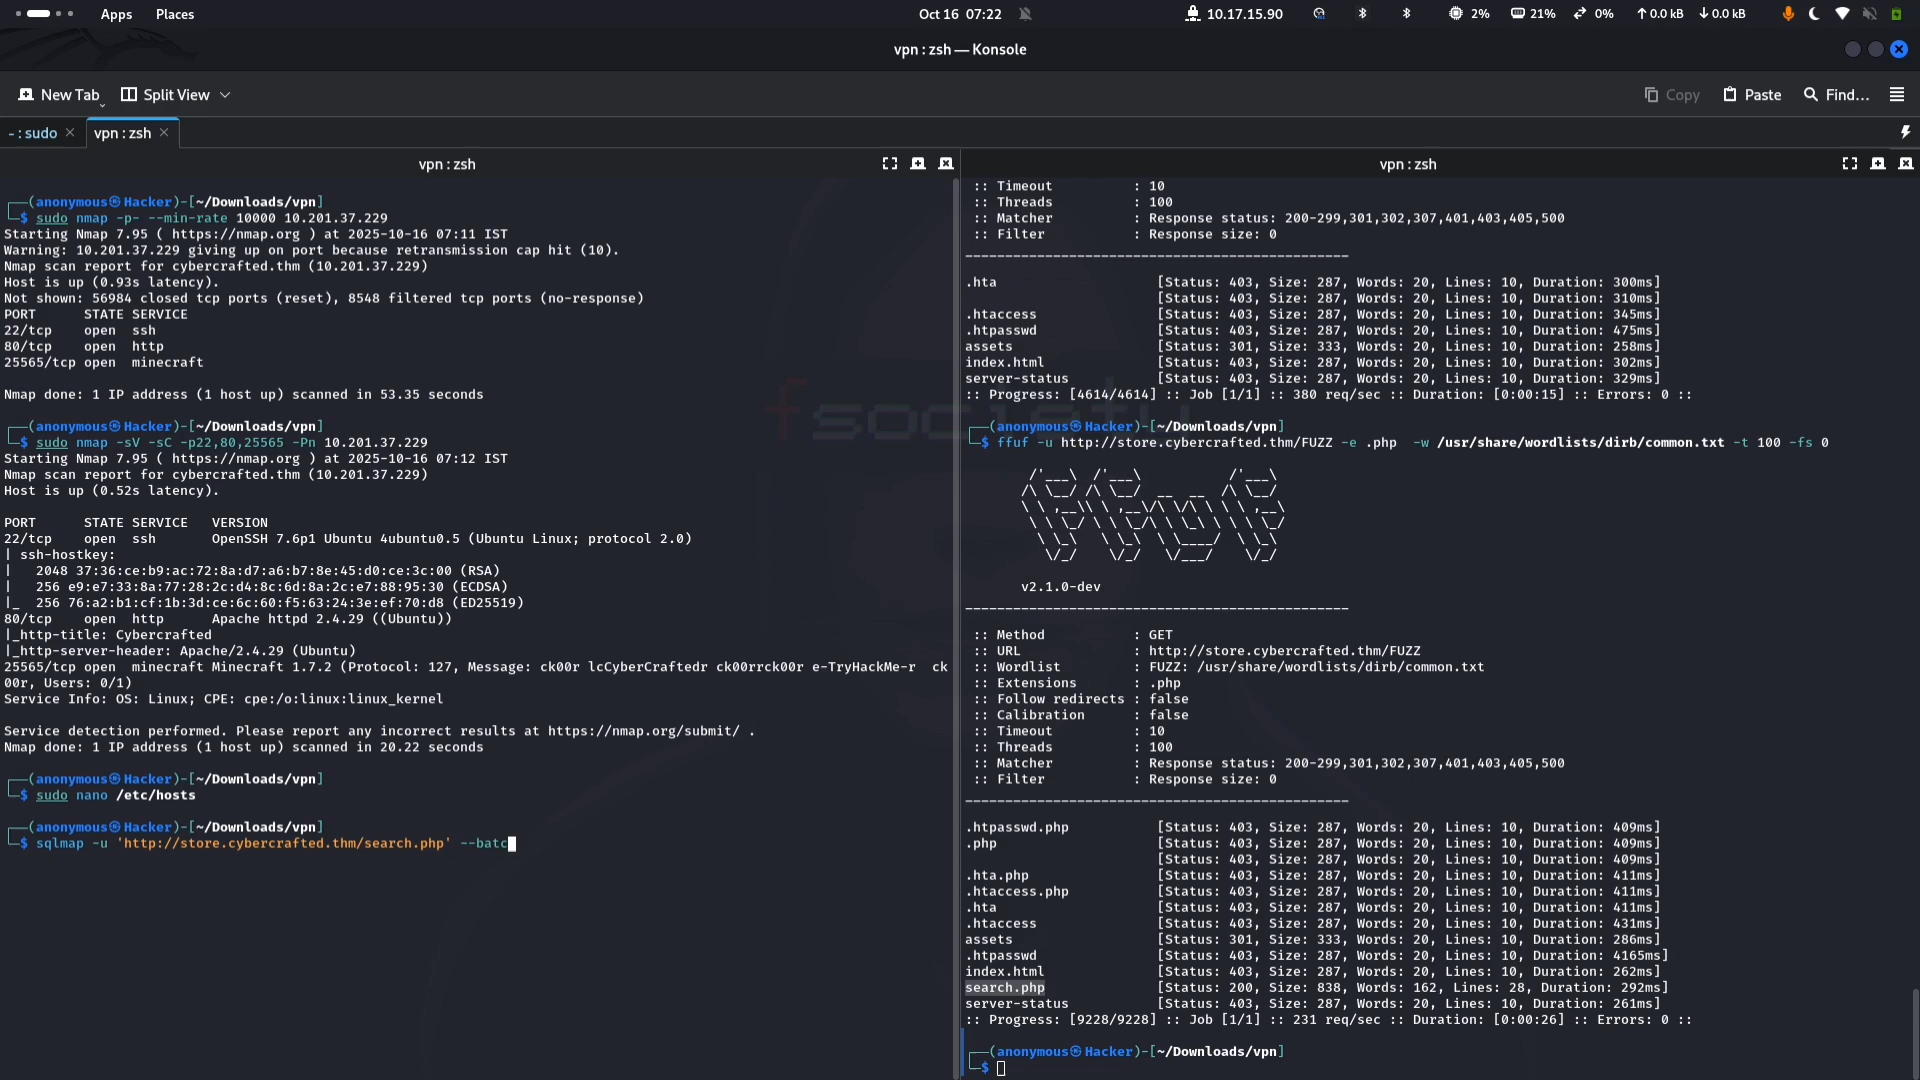 Apps Places Oct 16 07:22 10.17.15.90 2% 21% 0% ↑0.0 kB ↓0.0 kB
vpn : zsh — Konsole
New Tab Split View Copy Paste Find...
~ : sudo vpn : zsh
vpn : zsh
┌──(anonymous㉿Hacker)-[~/Downloads/vpn]
└─$ sudo nmap -p- --min-rate 10000 10.201.37.229
Starting Nmap 7.95 ( https://nmap.org ) at 2025-10-16 07:11 IST
Warning: 10.201.37.229 giving up on port because retransmission cap hit (10).
Nmap scan report for cybercrafted.thm (10.201.37.229)
Host is up (0.93s latency).
Not shown: 56984 closed tcp ports (reset), 8548 filtered tcp ports (no-response)
PORT      STATE SERVICE
22/tcp    open  ssh
80/tcp    open  http
25565/tcp open  minecraft
Nmap done: 1 IP address (1 host up) scanned in 53.35 seconds
┌──(anonymous㉿Hacker)-[~/Downloads/vpn]
└─$ sudo nmap -sV -sC -p22,80,25565 -Pn 10.201.37.229
Starting Nmap 7.95 ( https://nmap.org ) at 2025-10-16 07:12 IST
Nmap scan report for cybercrafted.thm (10.201.37.229)
Host is up (0.52s latency).
PORT      STATE SERVICE   VERSION
22/tcp    open  ssh       OpenSSH 7.6p1 Ubuntu 4ubuntu0.5 (Ubuntu Linux; protocol 2.0)
| ssh-hostkey:
|   2048 37:36:ce:b9:ac:72:8a:d7:a6:b7:8e:45:d0:ce:3c:00 (RSA)
|   256 e9:e7:33:8a:77:28:2c:d4:8c:6d:8a:2c:e7:88:95:30 (ECDSA)
|_  256 76:a2:b1:cf:1b:3d:ce:6c:60:f5:63:24:3e:ef:70:d8 (ED25519)
80/tcp    open  http      Apache httpd 2.4.29 ((Ubuntu))
|_http-title: Cybercrafted
|_http-server-header: Apache/2.4.29 (Ubuntu)
25565/tcp open  minecraft Minecraft 1.7.2 (Protocol: 127, Message: ck00r lcCyberCraftedr ck00rrck00r e-TryHackMe-r  ck
00r, Users: 0/1)
Service Info: OS: Linux; CPE: cpe:/o:linux:linux_kernel
Service detection performed. Please report any incorrect results at https://nmap.org/submit/ .
Nmap done: 1 IP address (1 host up) scanned in 20.22 seconds
┌──(anonymous㉿Hacker)-[~/Downloads/vpn]
└─$ sudo nano /etc/hosts
┌──(anonymous㉿Hacker)-[~/Downloads/vpn]
└─$ sqlmap -u 'http://store.cybercrafted.thm/search.php' --batc
fsociety
vpn : zsh
:: Timeout          : 10
:: Threads          : 100
:: Matcher          : Response status: 200-299,301,302,307,401,403,405,500
:: Filter           : Response size: 0
________________________________________________
.hta                    [Status: 403, Size: 287, Words: 20, Lines: 10, Duration: 300ms]
[Status: 403, Size: 287, Words: 20, Lines: 10, Duration: 310ms]
.htaccess               [Status: 403, Size: 287, Words: 20, Lines: 10, Duration: 345ms]
.htpasswd               [Status: 403, Size: 287, Words: 20, Lines: 10, Duration: 475ms]
assets                  [Status: 301, Size: 333, Words: 20, Lines: 10, Duration: 258ms]
index.html              [Status: 403, Size: 287, Words: 20, Lines: 10, Duration: 302ms]
server-status           [Status: 403, Size: 287, Words: 20, Lines: 10, Duration: 329ms]
:: Progress: [4614/4614] :: Job [1/1] :: 380 req/sec :: Duration: [0:00:15] :: Errors: 0 ::
┌──(anonymous㉿Hacker)-[~/Downloads/vpn]
└─$ ffuf -u http://store.cybercrafted.thm/FUZZ -e .php  -w /usr/share/wordlists/dirb/common.txt -t 100 -fs 0
v2.1.0-dev
________________________________________________
:: Method           : GET
:: URL              : http://store.cybercrafted.thm/FUZZ
:: Wordlist         : FUZZ: /usr/share/wordlists/dirb/common.txt
:: Extensions       : .php
:: Follow redirects : false
:: Calibration      : false
:: Timeout          : 10
:: Threads          : 100
:: Matcher          : Response status: 200-299,301,302,307,401,403,405,500
:: Filter           : Response size: 0
________________________________________________
.htpasswd.php           [Status: 403, Size: 287, Words: 20, Lines: 10, Duration: 409ms]
.php                    [Status: 403, Size: 287, Words: 20, Lines: 10, Duration: 409ms]
[Status: 403, Size: 287, Words: 20, Lines: 10, Duration: 409ms]
.hta.php                [Status: 403, Size: 287, Words: 20, Lines: 10, Duration: 411ms]
.htaccess.php           [Status: 403, Size: 287, Words: 20, Lines: 10, Duration: 411ms]
.hta                    [Status: 403, Size: 287, Words: 20, Lines: 10, Duration: 411ms]
.htaccess               [Status: 403, Size: 287, Words: 20, Lines: 10, Duration: 431ms]
assets                  [Status: 301, Size: 333, Words: 20, Lines: 10, Duration: 286ms]
.htpasswd               [Status: 403, Size: 287, Words: 20, Lines: 10, Duration: 4165ms]
index.html              [Status: 403, Size: 287, Words: 20, Lines: 10, Duration: 262ms]
search.php              [Status: 200, Size: 838, Words: 162, Lines: 28, Duration: 292ms]
server-status           [Status: 403, Size: 287, Words: 20, Lines: 10, Duration: 261ms]
:: Progress: [9228/9228] :: Job [1/1] :: 231 req/sec :: Duration: [0:00:26] :: Errors: 0 ::
┌──(anonymous㉿Hacker)-[~/Downloads/vpn]
└─$